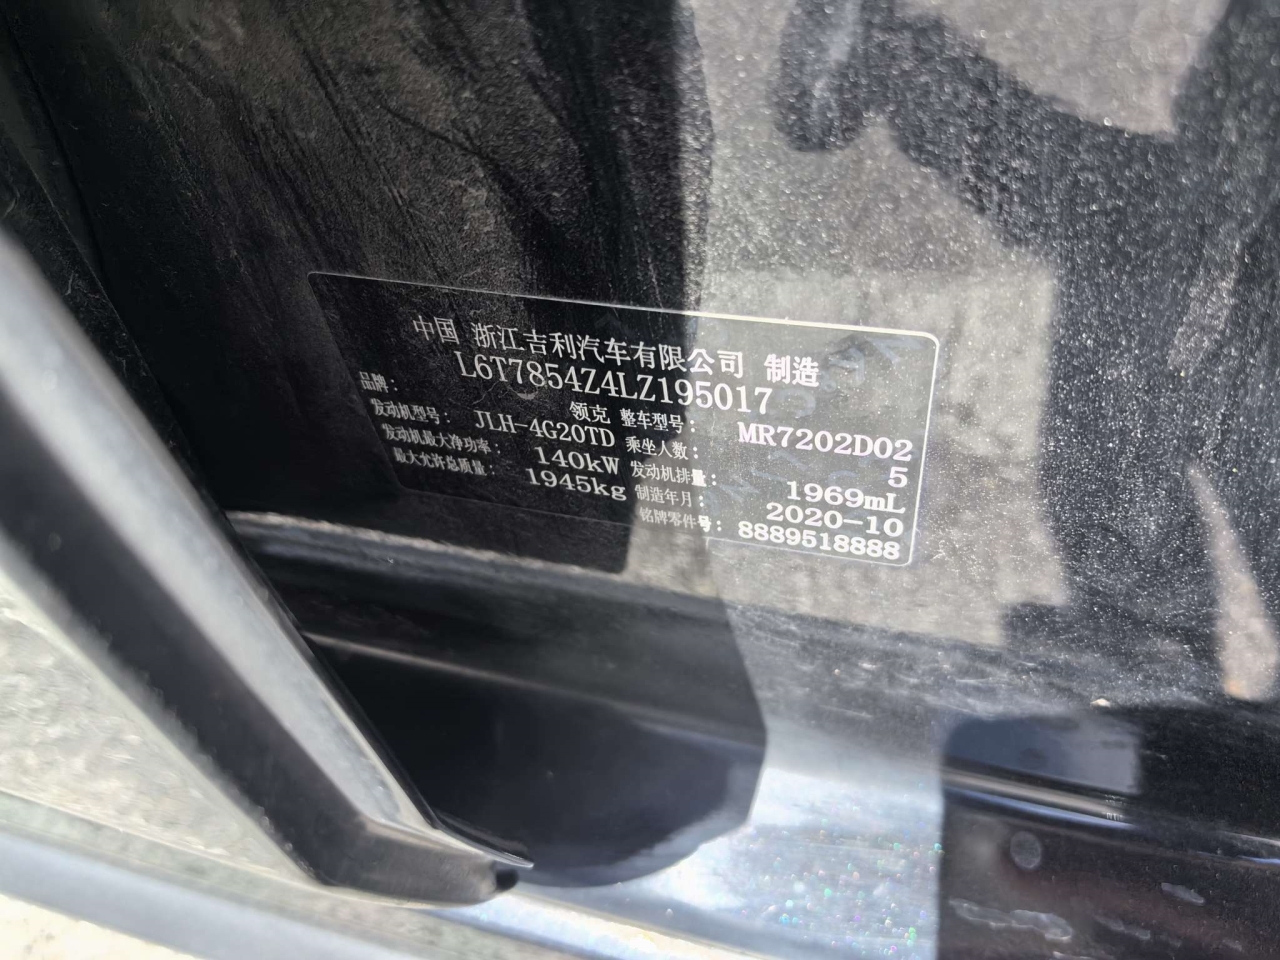 中国 浙江吉利汽车有限公司 制造
L6T7854Z4LZ195017
品牌: 领克 整车型号: MR7202D02
发动机型号: JLH-4G20TD 乘坐人数: 5
发动机最大净功率: 140kW 发动机排量: 1969mL
最大允许总质量: 1945kg 制造年月: 2020-10
铭牌零件号: 8889518888